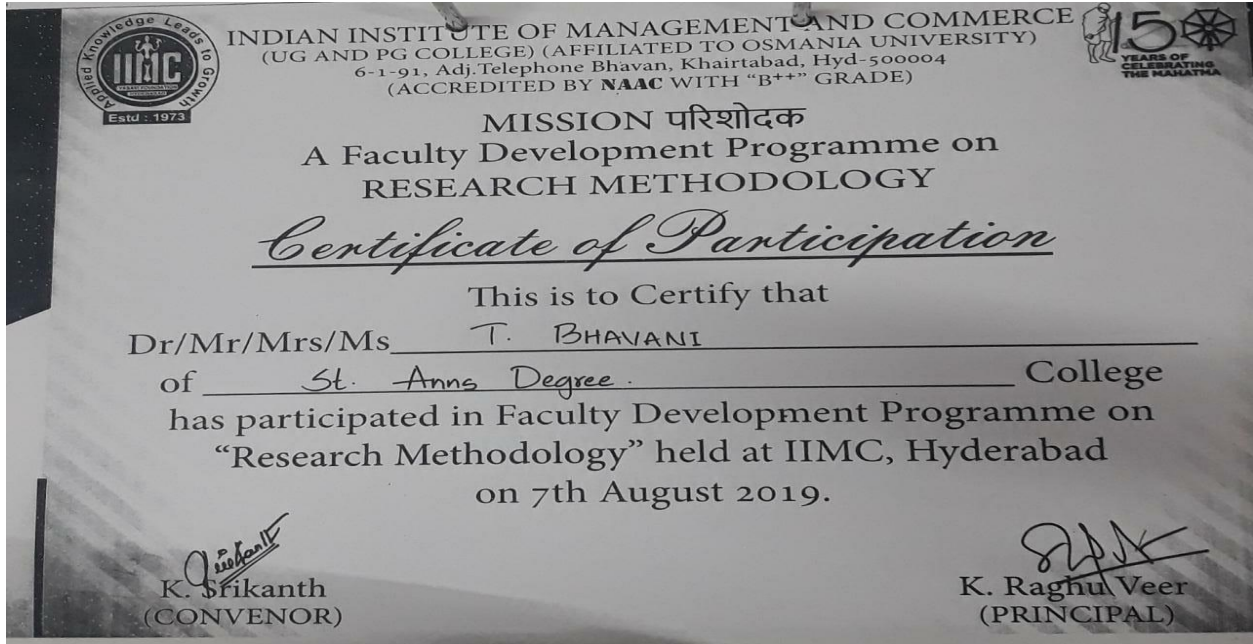 Applied Knowledge Leads to Growth
IIMC
Estd : 1973
INDIAN INSTITUTE OF MANAGEMENT AND COMMERCE
(UG AND PG COLLEGE) (AFFILIATED TO OSMANIA UNIVERSITY)
6-1-91, Adj.Telephone Bhavan, Khairtabad, Hyd-500004
(ACCREDITED BY NAAC WITH “B++” GRADE)
150
YEARS OF
CELEBRATING
THE MAHATMA
MISSION परिशोदक
A Faculty Development Programme on
RESEARCH METHODOLOGY
Certificate of Participation
This is to Certify that
Dr/Mr/Mrs/Ms T. BHAVANI
of St. Anns Degree. College
has participated in Faculty Development Programme on
“Research Methodology” held at IIMC, Hyderabad
on 7th August 2019.
K. Srikanth
(CONVENOR)
K. Raghu Veer
(PRINCIPAL)